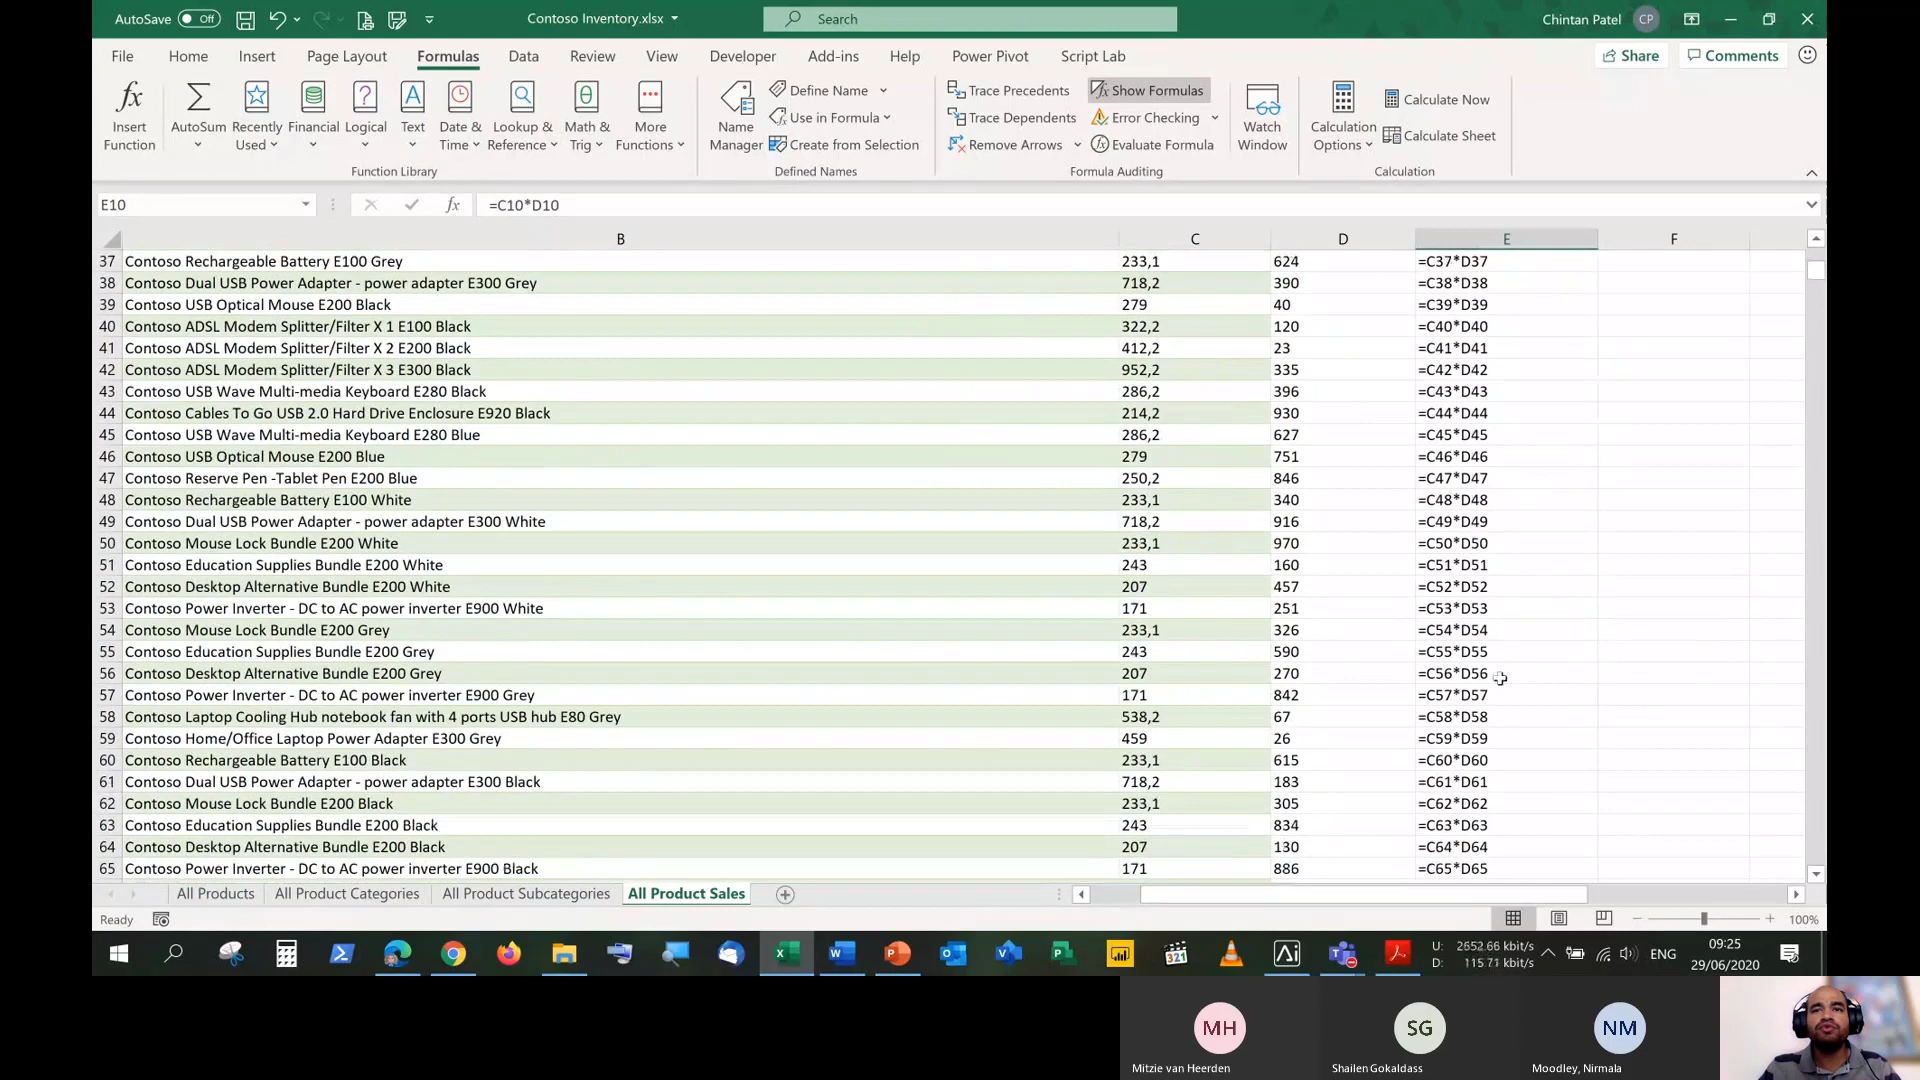 AutoSave Off Contoso Inventory.xlsx Search Chintan Patel CP
File Home Insert Page Layout Formulas Data Review View Developer Add-ins Help Power Pivot Script Lab Share Comments
Insert Function AutoSum Recently Used Financial Logical Text Date & Time Lookup & Reference Math & Trig More Functions
Function Library
Name Manager Define Name Use in Formula Create from Selection
Defined Names
Trace Precedents Trace Dependents Remove Arrows Show Formulas Error Checking Evaluate Formula
Watch Window
Formula Auditing
Calculation Options Calculate Now Calculate Sheet
Calculation
E10 fx =C10*D10
B C D E F
37 Contoso Rechargeable Battery E100 Grey 233,1 624 =C37*D37
38 Contoso Dual USB Power Adapter - power adapter E300 Grey 718,2 390 =C38*D38
39 Contoso USB Optical Mouse E200 Black 279 40 =C39*D39
40 Contoso ADSL Modem Splitter/Filter X 1 E100 Black 322,2 120 =C40*D40
41 Contoso ADSL Modem Splitter/Filter X 2 E200 Black 412,2 23 =C41*D41
42 Contoso ADSL Modem Splitter/Filter X 3 E300 Black 952,2 335 =C42*D42
43 Contoso USB Wave Multi-media Keyboard E280 Black 286,2 396 =C43*D43
44 Contoso Cables To Go USB 2.0 Hard Drive Enclosure E920 Black 214,2 930 =C44*D44
45 Contoso USB Wave Multi-media Keyboard E280 Blue 286,2 627 =C45*D45
46 Contoso USB Optical Mouse E200 Blue 279 751 =C46*D46
47 Contoso Reserve Pen -Tablet Pen E200 Blue 250,2 846 =C47*D47
48 Contoso Rechargeable Battery E100 White 233,1 340 =C48*D48
49 Contoso Dual USB Power Adapter - power adapter E300 White 718,2 916 =C49*D49
50 Contoso Mouse Lock Bundle E200 White 233,1 970 =C50*D50
51 Contoso Education Supplies Bundle E200 White 243 160 =C51*D51
52 Contoso Desktop Alternative Bundle E200 White 207 457 =C52*D52
53 Contoso Power Inverter - DC to AC power inverter E900 White 171 251 =C53*D53
54 Contoso Mouse Lock Bundle E200 Grey 233,1 326 =C54*D54
55 Contoso Education Supplies Bundle E200 Grey 243 590 =C55*D55
56 Contoso Desktop Alternative Bundle E200 Grey 207 270 =C56*D56
57 Contoso Power Inverter - DC to AC power inverter E900 Grey 171 842 =C57*D57
58 Contoso Laptop Cooling Hub notebook fan with 4 ports USB hub E80 Grey 538,2 67 =C58*D58
59 Contoso Home/Office Laptop Power Adapter E300 Grey 459 26 =C59*D59
60 Contoso Rechargeable Battery E100 Black 233,1 615 =C60*D60
61 Contoso Dual USB Power Adapter - power adapter E300 Black 718,2 183 =C61*D61
62 Contoso Mouse Lock Bundle E200 Black 233,1 305 =C62*D62
63 Contoso Education Supplies Bundle E200 Black 243 834 =C63*D63
64 Contoso Desktop Alternative Bundle E200 Black 207 130 =C64*D64
65 Contoso Power Inverter - DC to AC power inverter E900 Black 171 886 =C65*D65
All Products All Product Categories All Product Subcategories All Product Sales
Ready 100%
U: 2652.66 kbit/s
D: 115.71 kbit/s
ENG
09:25
29/06/2020
MH SG NM
Mitzie van Heerden Shailen Gokaldass Moodley, Nirmala